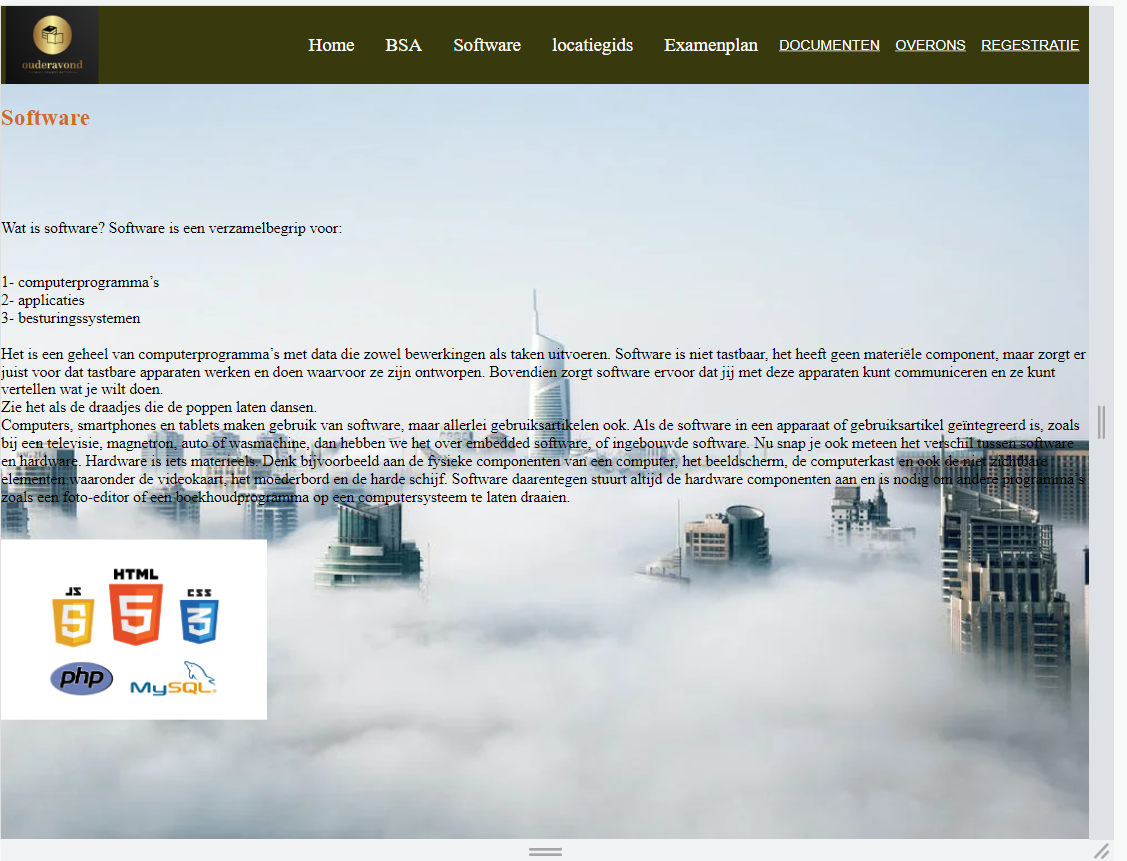 ouderavond
Home BSA Software locatiegids Examenplan DOCUMENTEN OVERONS REGESTRATIE
Software
Wat is software? Software is een verzamelbegrip voor:
1- computerprogramma’s
2- applicaties
3- besturingssystemen
Het is een geheel van computerprogramma’s met data die zowel bewerkingen als taken uitvoeren. Software is niet tastbaar, het heeft geen materiële component, maar zorgt er
juist voor dat tastbare apparaten werken en doen waarvoor ze zijn ontworpen. Bovendien zorgt software ervoor dat jij met deze apparaten kunt communiceren en ze kunt
vertellen wat je wilt doen.
Zie het als de draadjes die de poppen laten dansen.
Computers, smartphones en tablets maken gebruik van software, maar allerlei gebruiksartikelen ook. Als de software in een apparaat of gebruiksartikel geïntegreerd is, zoals
bij een televisie, magnetron, auto of wasmachine, dan hebben we het over embedded software, of ingebouwde software. Nu snap je ook meteen het verschil tussen software
en hardware. Hardware is iets materieels. Denk bijvoorbeeld aan de fysieke componenten van een computer, het beeldscherm, de computerkast en ook de niet zichtbare
elementen waaronder de videokaart, het moederbord en de harde schijf. Software daarentegen stuurt altijd de hardware componenten aan en is nodig om andere programma’s
zoals een foto-editor of een boekhoudprogramma op een computersysteem te laten draaien.
JS HTML CSS
5 3
php MySQL